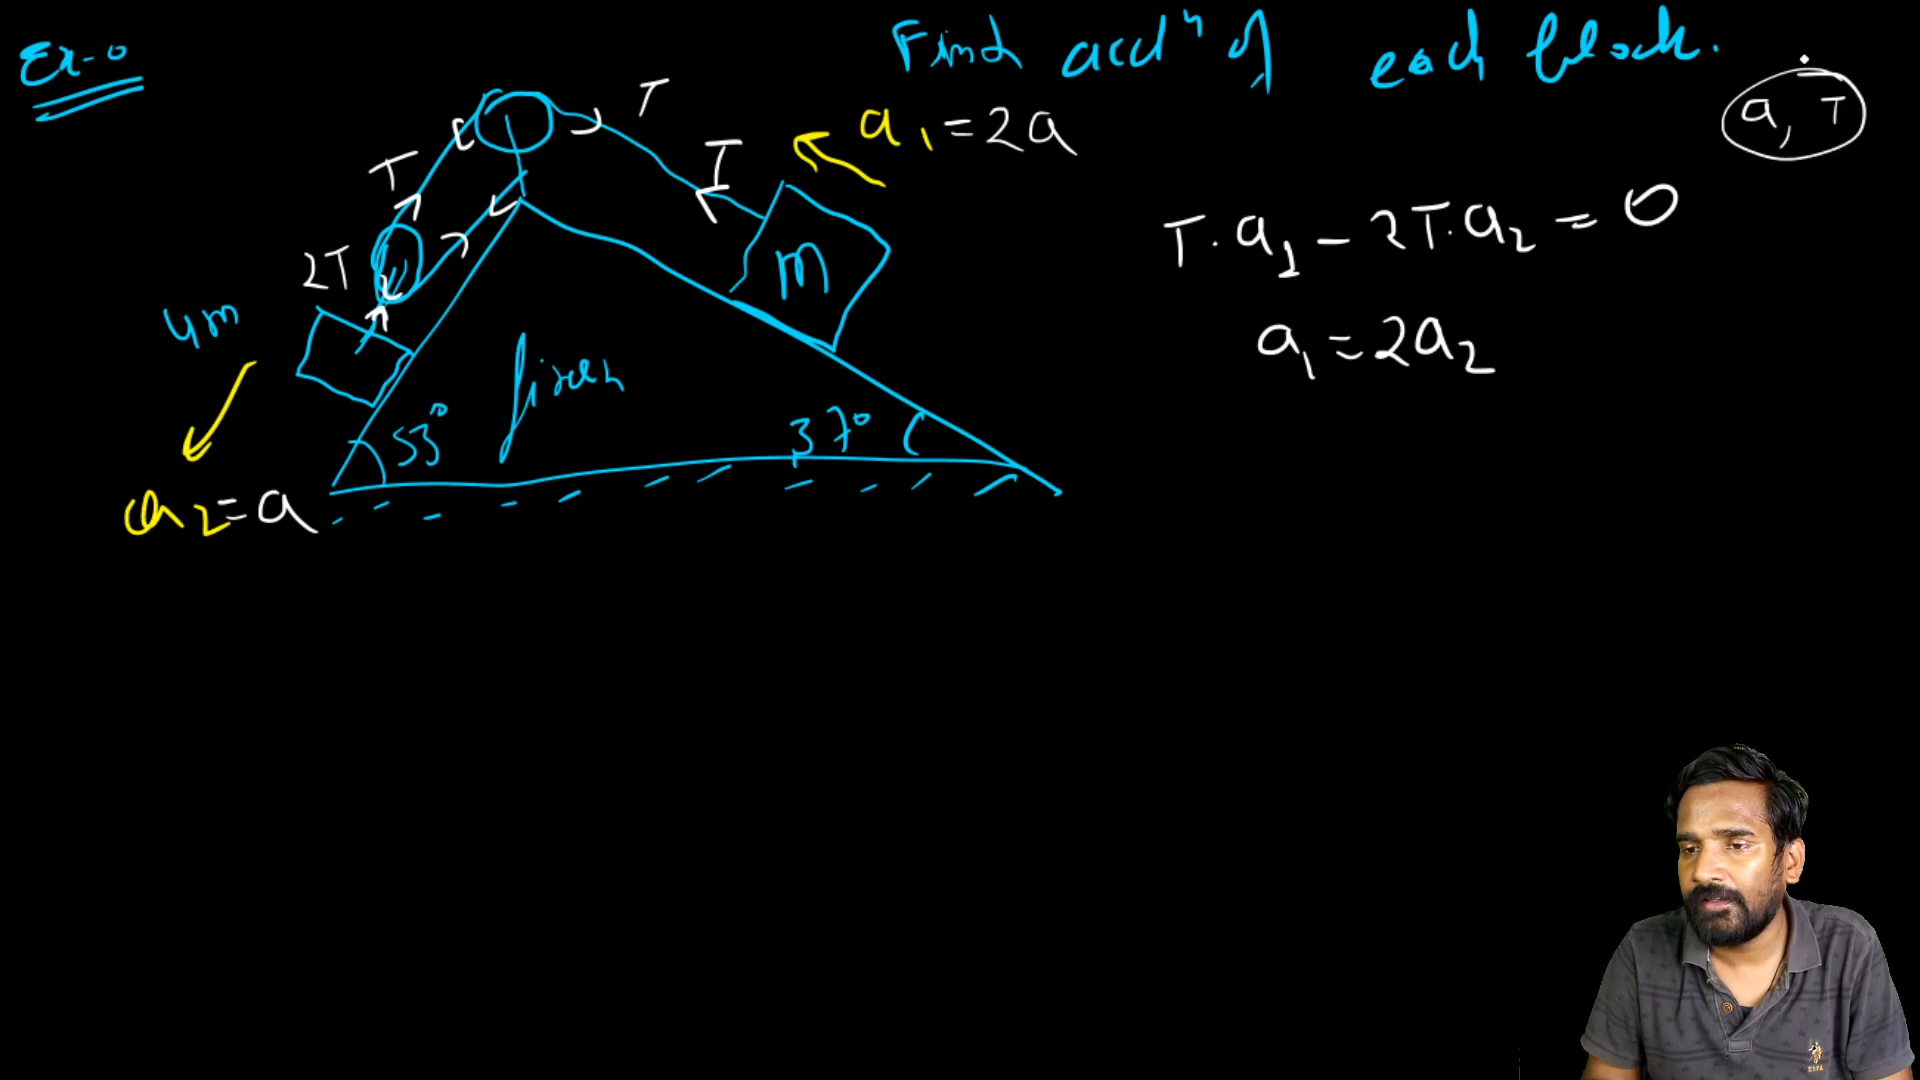 Ex-0
Find accⁿ of each block.
a, T
T
a₁ = 2a
T
T
T·a₁ - 2T·a₂ = 0
2T
m
4m
a₁ = 2a₂
fixed
53°
37°
a₂ = a
USPA